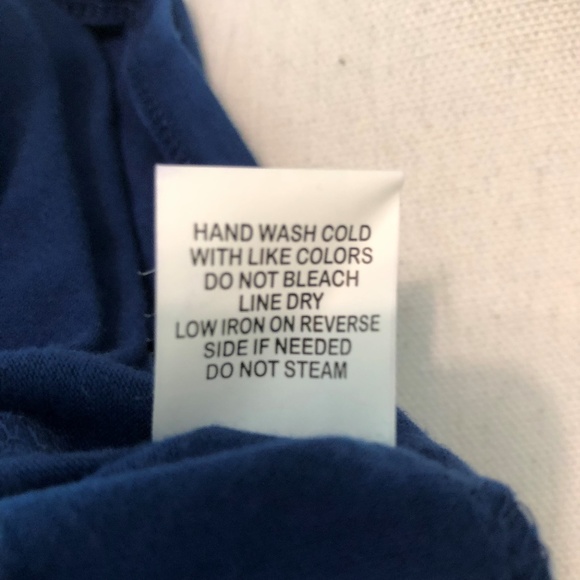 HAND WASH COLD
WITH LIKE COLORS
DO NOT BLEACH
LINE DRY
LOW IRON ON REVERSE
SIDE IF NEEDED
DO NOT STEAM